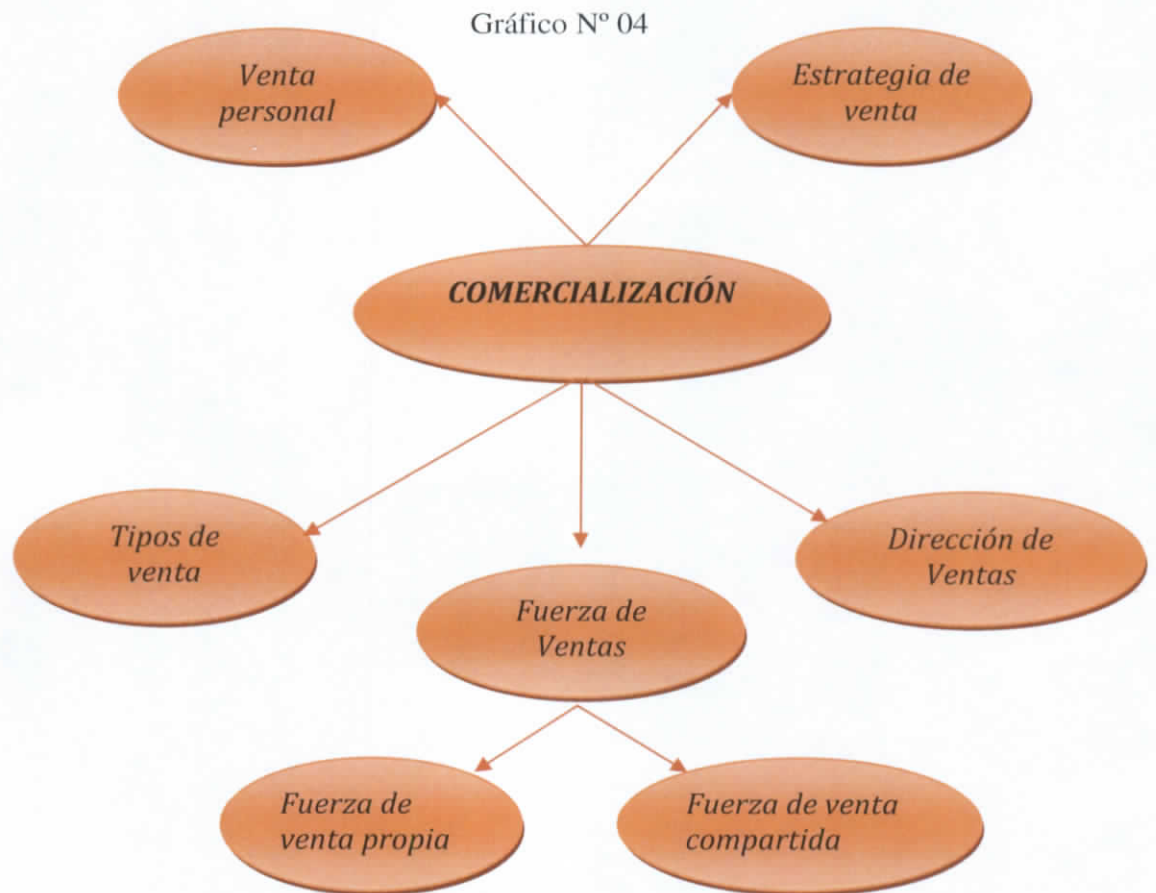 Gráfico Nº 04
Venta
personal
Estrategia de
venta
COMERCIALIZACIÓN
Tipos de
venta
Dirección de
Ventas
Fuerza de
Ventas
Fuerza de
venta propia
Fuerza de venta
compartida